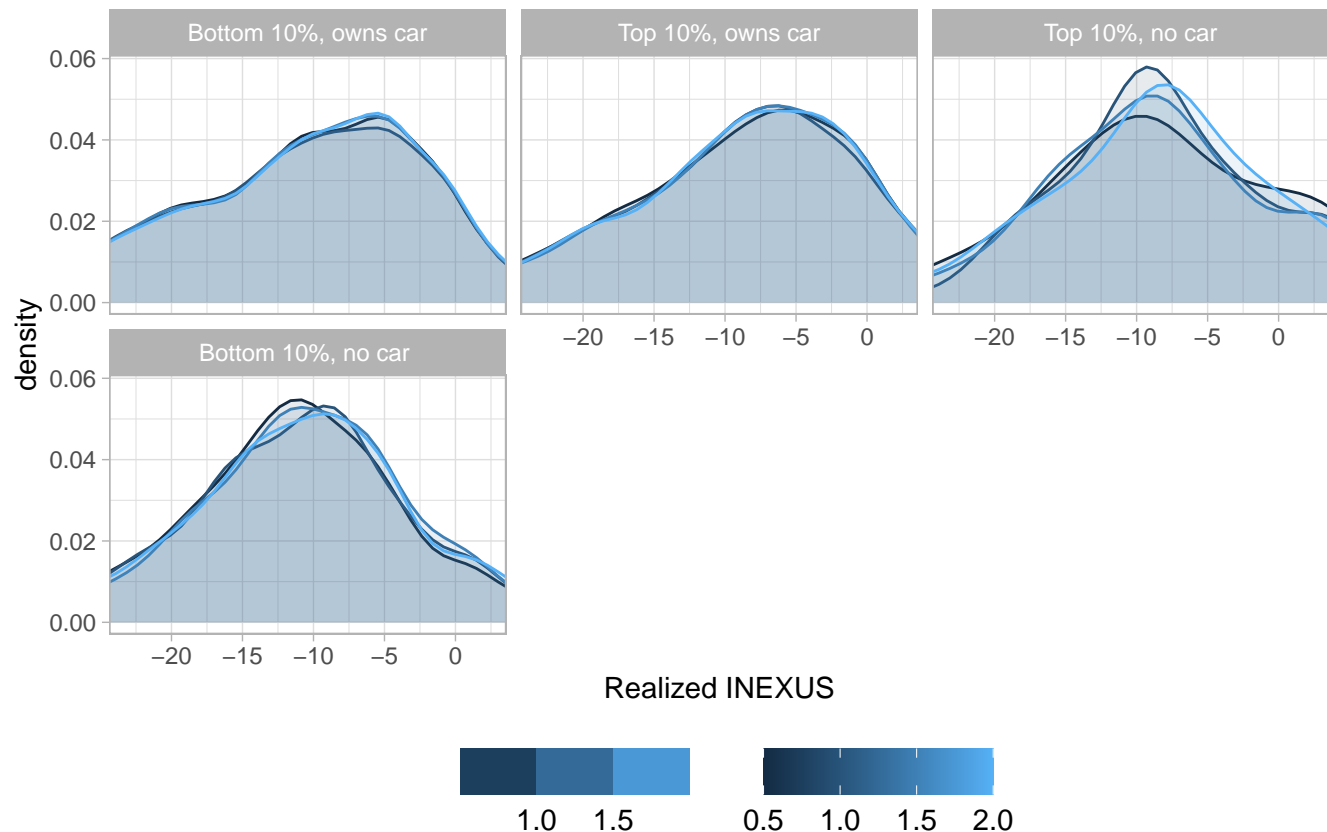 Bottom 10%, owns car
Top 10%, owns car
Top 10%, no car
0.06
0.04
0.02
0.00
−20 −15 −10 −5 0
−20 −15 −10 −5 0
density
Bottom 10%, no car
0.06
0.04
0.02
0.00
−20 −15 −10 −5 0
Realized INEXUS
1.0 1.5
0.5 1.0 1.5 2.0